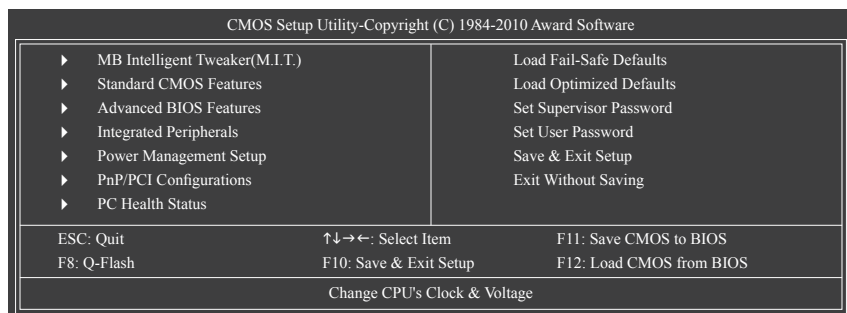 CMOS Setup Utility-Copyright (C) 1984-2010 Award Software
MB Intelligent Tweaker(M.I.T.)
Standard CMOS Features
Advanced BIOS Features
Integrated Peripherals
Power Management Setup
PnP/PCI Configurations
PC Health Status
Load Fail-Safe Defaults
Load Optimized Defaults
Set Supervisor Password
Set User Password
Save & Exit Setup
Exit Without Saving
ESC: Quit
↑↓→←: Select Item
F11: Save CMOS to BIOS
F8: Q-Flash
F10: Save & Exit Setup
F12: Load CMOS from BIOS
Change CPU's Clock & Voltage